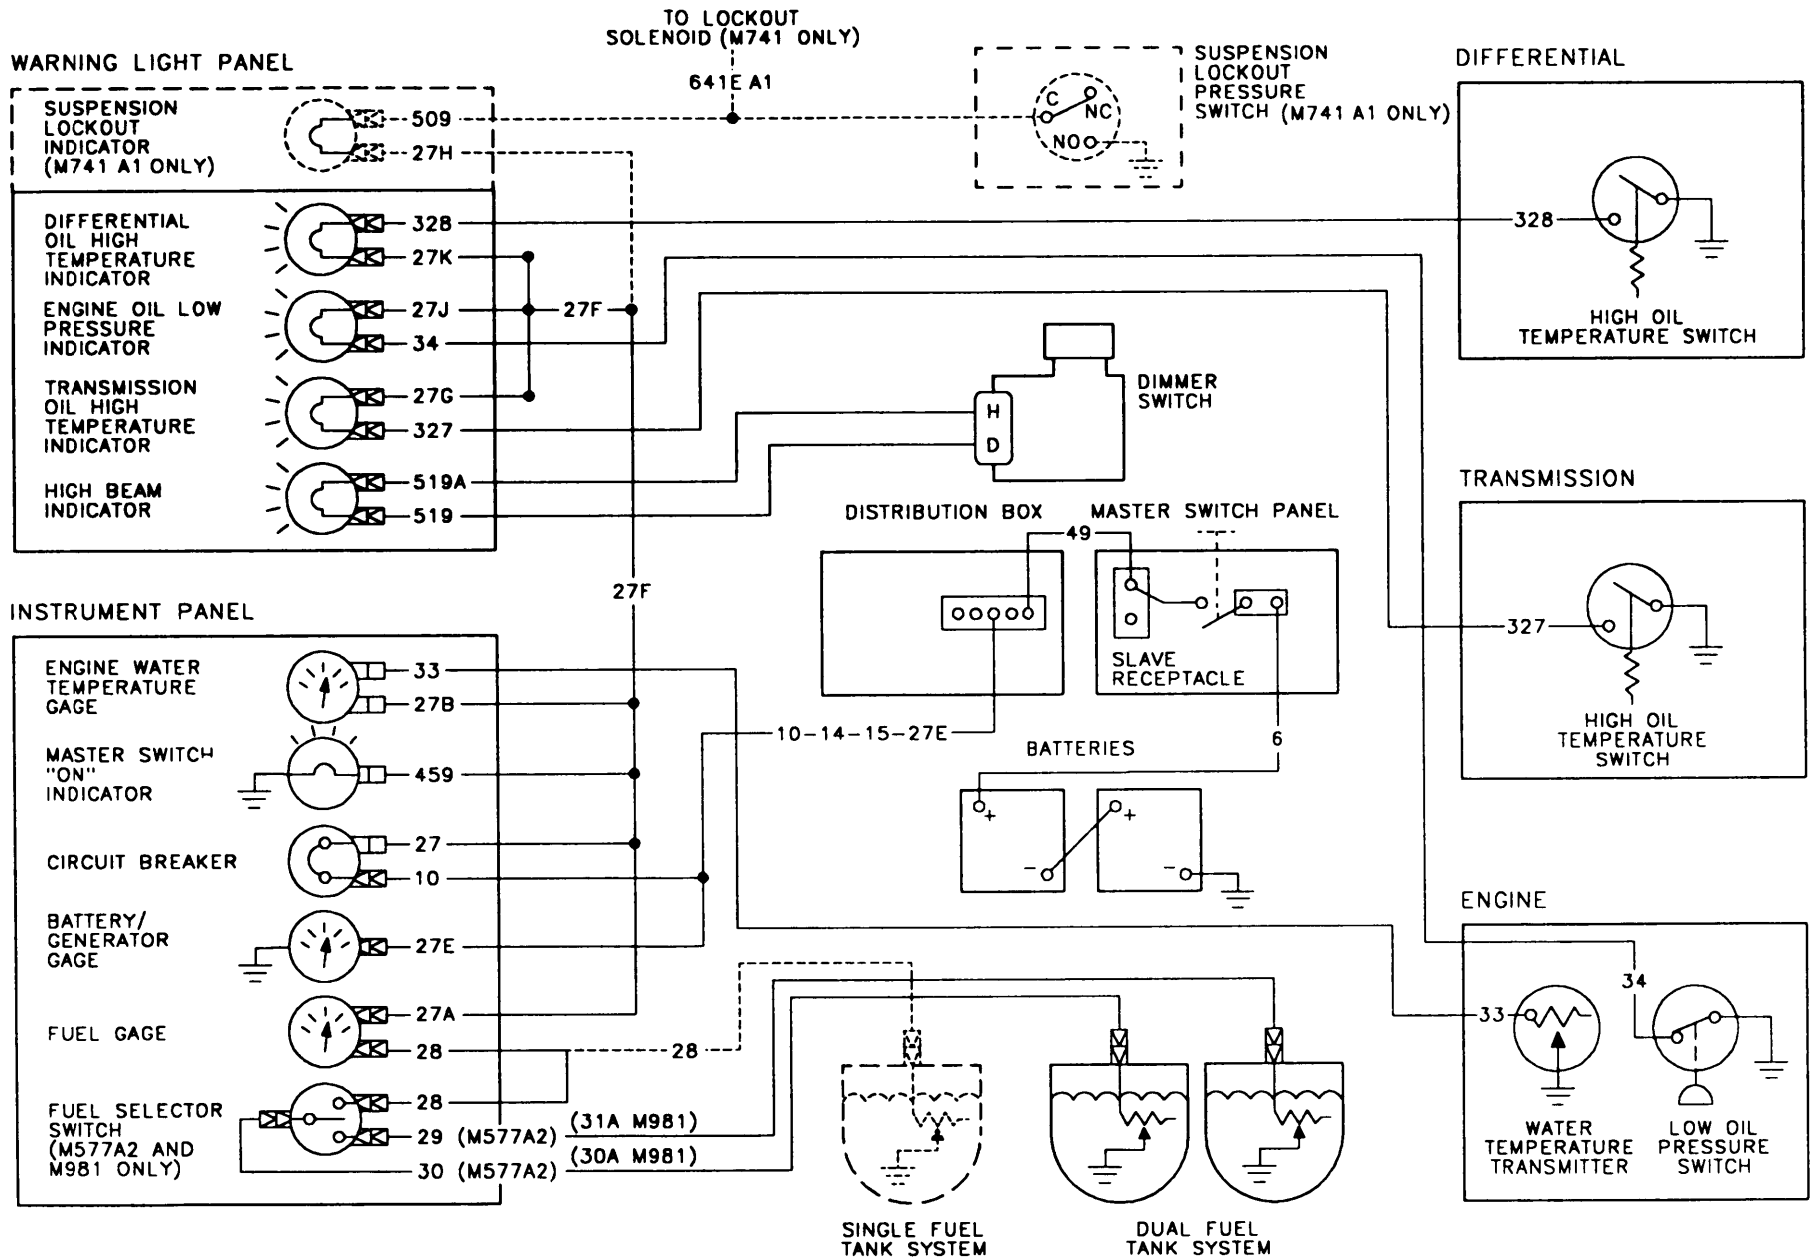 TO LOCKOUT
SOLENOID (M741 ONLY)
641E A1
WARNING LIGHT PANEL
SUSPENSION
LOCKOUT
INDICATOR
(M741 A1 ONLY)
509
27H
C
NC
NO
SUSPENSION
LOCKOUT
PRESSURE
SWITCH (M741 A1 ONLY)
DIFFERENTIAL
328
HIGH OIL
TEMPERATURE SWITCH
DIFFERENTIAL
OIL HIGH
TEMPERATURE
INDICATOR
328
27K
ENGINE OIL LOW
PRESSURE
INDICATOR
27J
27F
34
TRANSMISSION
OIL HIGH
TEMPERATURE
INDICATOR
27G
327
HIGH BEAM
INDICATOR
519A
519
H
D
DIMMER
SWITCH
DISTRIBUTION BOX
MASTER SWITCH PANEL
49
SLAVE
RECEPTACLE
27F
10-14-15-27E
6
BATTERIES
+
-
+
-
TRANSMISSION
327
HIGH OIL
TEMPERATURE
SWITCH
INSTRUMENT PANEL
ENGINE WATER
TEMPERATURE
GAGE
33
27B
MASTER SWITCH
"ON"
INDICATOR
459
CIRCUIT BREAKER
27
10
BATTERY/
GENERATOR
GAGE
27E
FUEL GAGE
27A
28
28
FUEL SELECTOR
SWITCH
(M577A2 AND
M981 ONLY)
28
29 (M577A2)
(31A M981)
30 (M577A2)
(30A M981)
SINGLE FUEL
TANK SYSTEM
DUAL FUEL
TANK SYSTEM
ENGINE
34
33
WATER
TEMPERATURE
TRANSMITTER
LOW OIL
PRESSURE
SWITCH